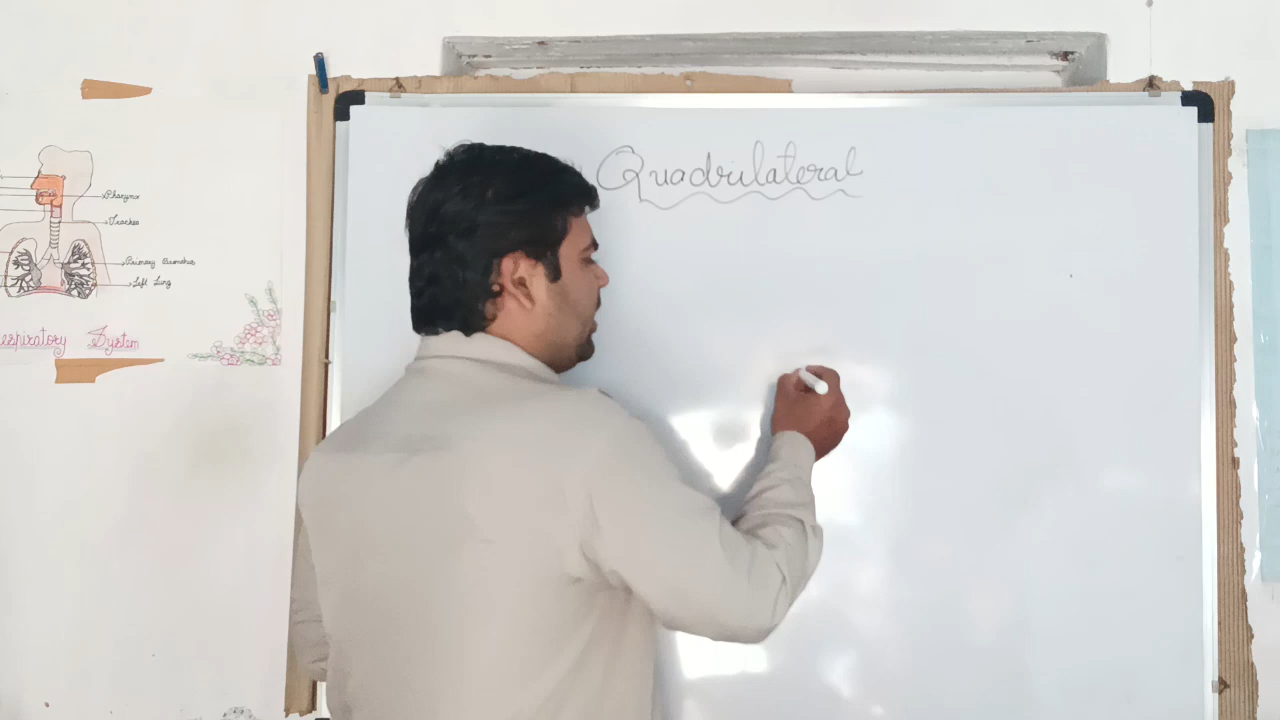 Quadrilateral
Pharynx
Trachea
Primary Bronchus
Left Lung
espiratory System